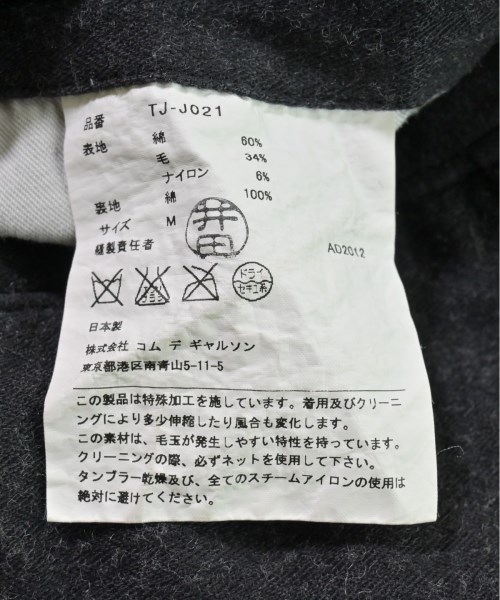 品番 TJ-J021
表地 綿 60%
毛 34%
ナイロン 6%
裏地 綿 100%
サイズ M
縫製責任者 井田
AD2012
ドライ
セキユ系
日本製
株式会社 コム デ ギャルソン
東京都港区南青山5-11-5
この製品は特殊加工を施しています。着用及びクリーニ
ングにより多少伸縮したり風合も変化します。
この素材は、毛玉が発生しやすい特性を持っています。
クリーニングの際、必ずネットを使用して下さい。
タンブラー乾燥及び、全てのスチームアイロンの使用は
絶対に避けてください。